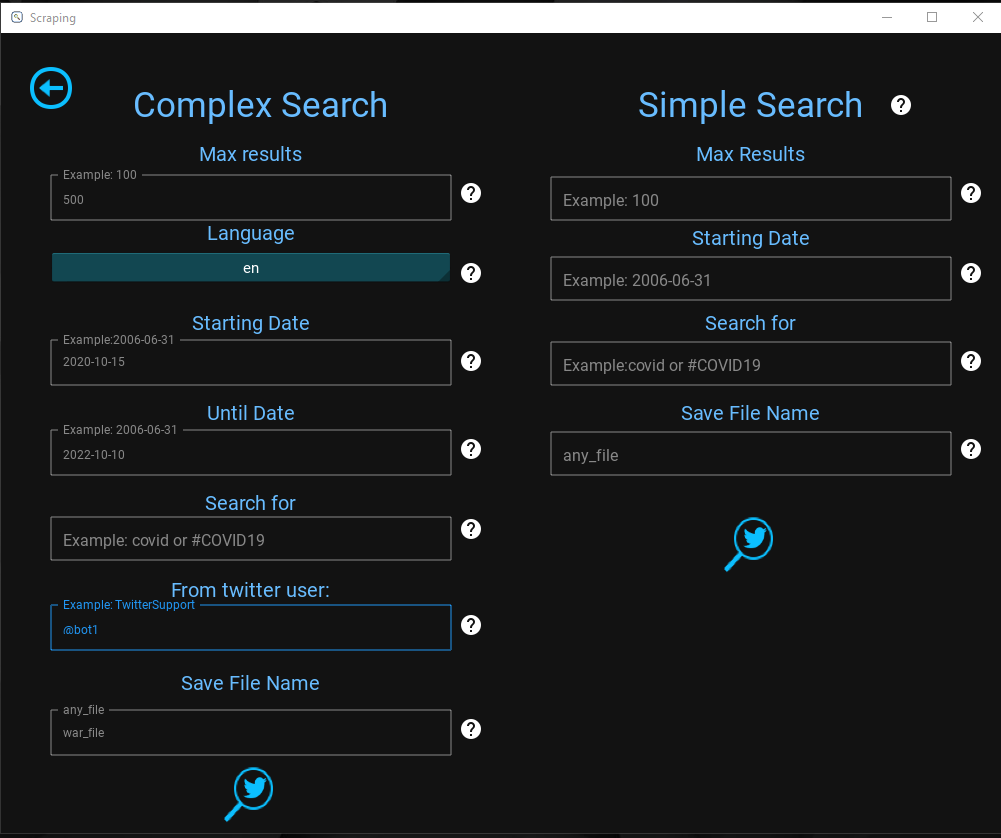 Scraping
Complex Search
Max results
Example: 100
500
Language
en
Starting Date
Example:2006-06-31
2020-10-15
Until Date
Example: 2006-06-31
2022-10-10
Search for
Example: covid or #COVID19
From twitter user:
Example: TwitterSupport
@bot1
Save File Name
any_file
war_file
Simple Search
?
Max Results
Example: 100
Starting Date
Example: 2006-06-31
Search for
Example:covid or #COVID19
Save File Name
any_file